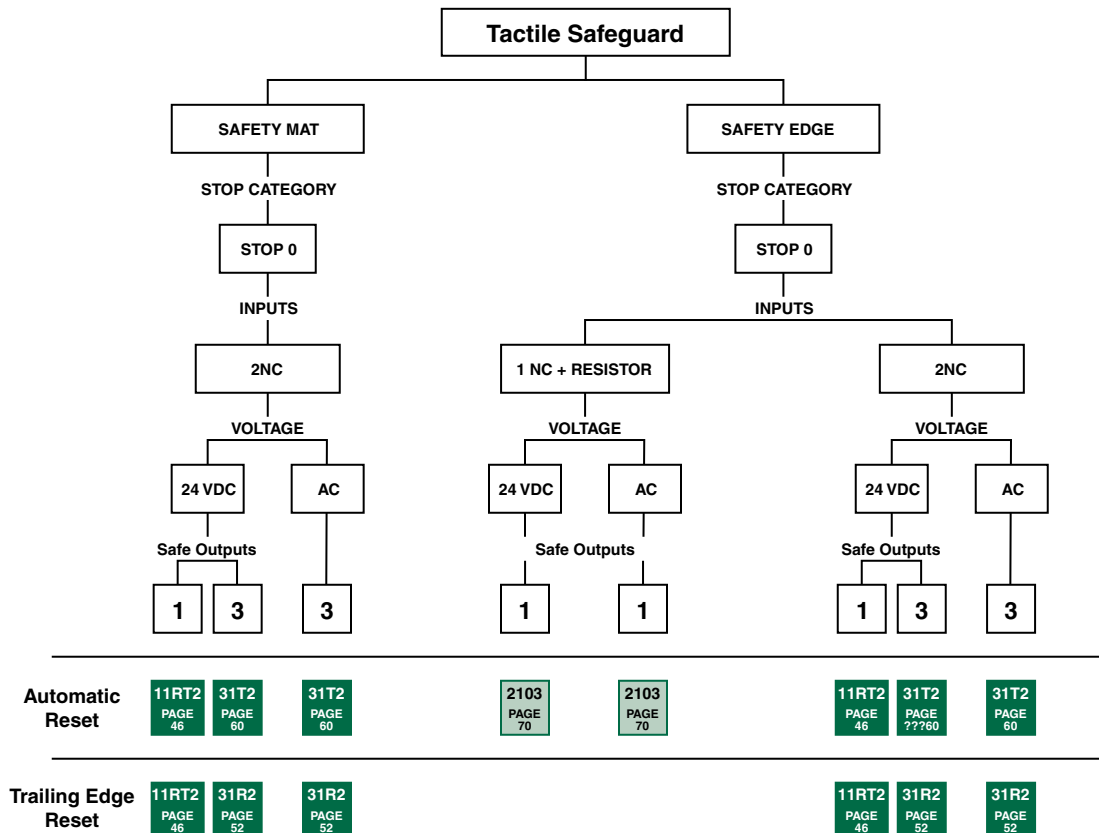 Tactile Safeguard
SAFETY MAT
SAFETY EDGE
STOP CATEGORY
STOP CATEGORY
STOP 0
STOP 0
INPUTS
INPUTS
2NC
1 NC + RESISTOR
2NC
VOLTAGE
VOLTAGE
VOLTAGE
24 VDC
AC
24 VDC
AC
24 VDC
AC
Safe Outputs
Safe Outputs
Safe Outputs
1
3
3
1
1
1
3
3
Automatic
Reset
11RT2
PAGE
46
31T2
PAGE
60
31T2
PAGE
60
2103
PAGE
70
2103
PAGE
70
11RT2
PAGE
46
31T2
PAGE
???60
31T2
PAGE
60
Trailing Edge
Reset
11RT2
PAGE
46
31R2
PAGE
52
31R2
PAGE
52
11RT2
PAGE
46
31R2
PAGE
52
31R2
PAGE
52